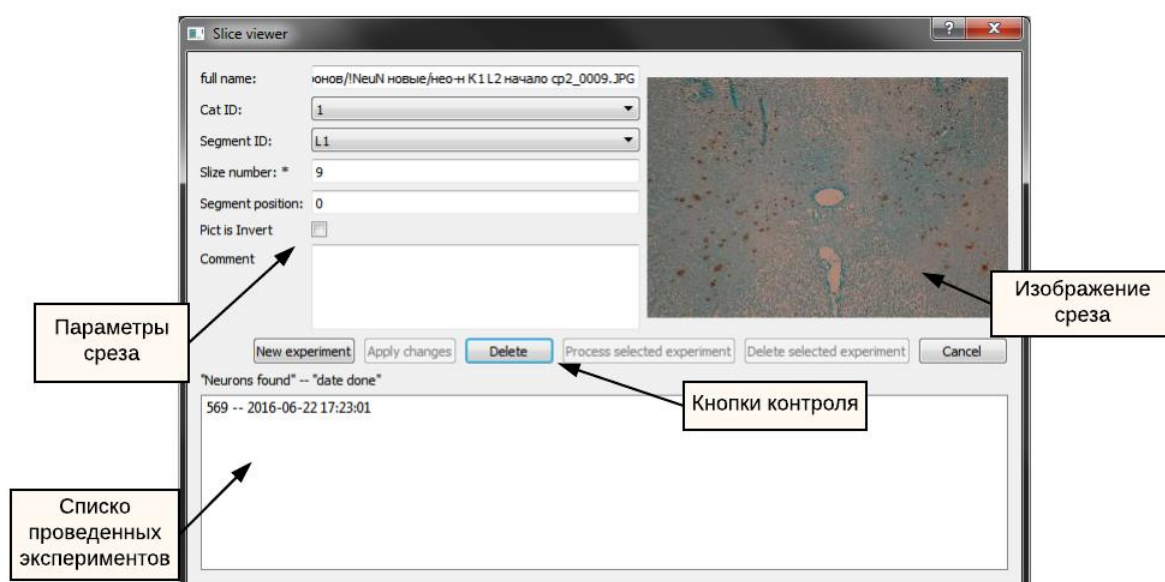 Slice viewer
full name:
онов/!NeuN новые/нео-н K1 L2 начало ср2_0009.JPG
Cat ID:
1
Segment ID:
L1
Slize number: *
9
Segment position:
0
Pict is Invert
Comment
Параметры
среза
Изображение
среза
New experiment
Apply changes
Delete
Process selected experiment
Delete selected experiment
Cancel
"Neurons found" -- "date done"
Кнопки контроля
569 -- 2016-06-22 17:23:01
Списко
проведенных
экспериментов